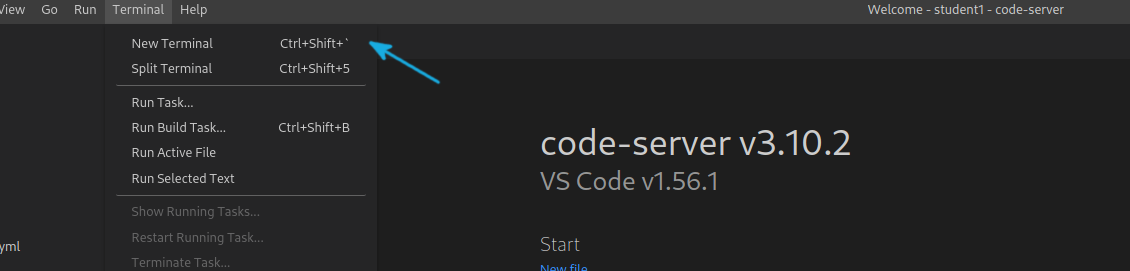 View Go Run Terminal Help Welcome - student1 - code-server
New Terminal Ctrl+Shift+`
Split Terminal Ctrl+Shift+5
Run Task...
Run Build Task... Ctrl+Shift+B
Run Active File
Run Selected Text
Show Running Tasks...
Restart Running Task...
Terminate Task...
yml
code-server v3.10.2
VS Code v1.56.1
Start
New file